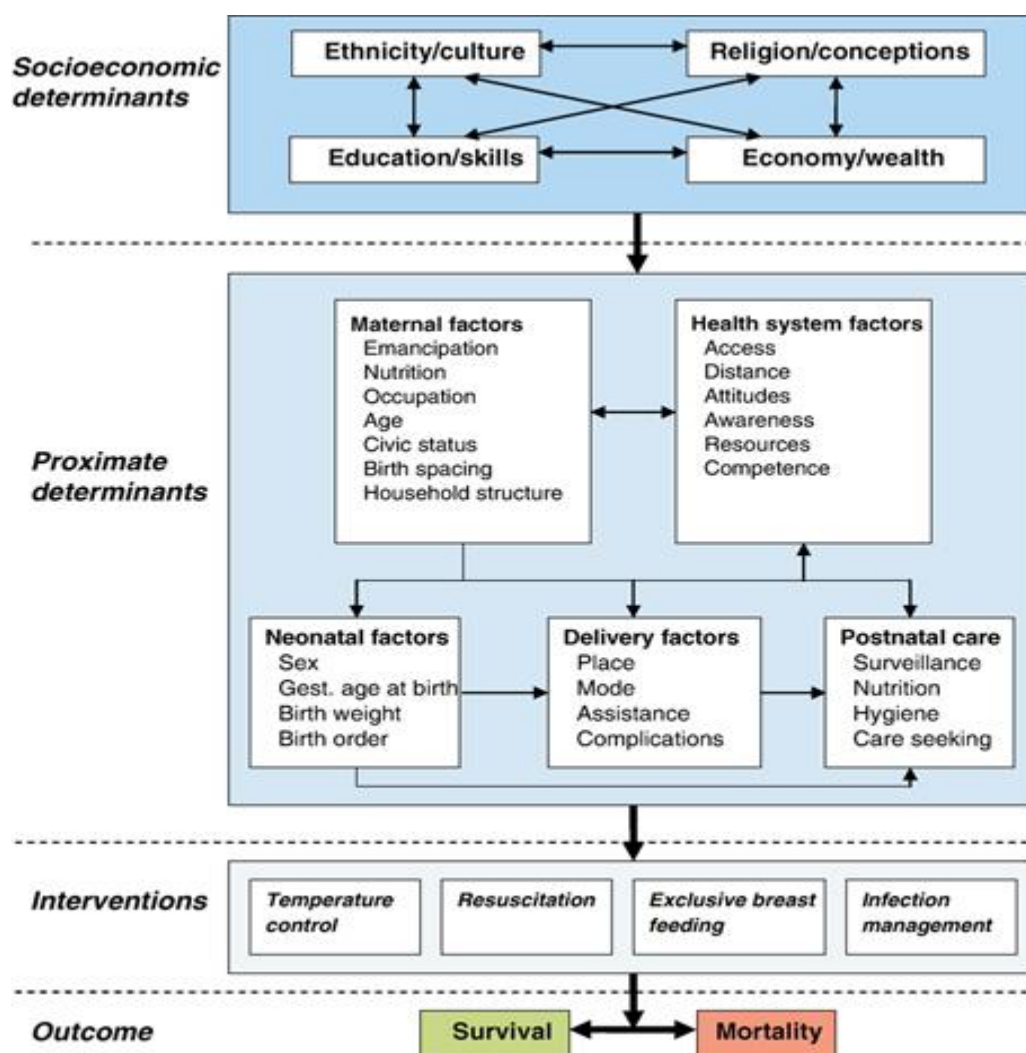 Socioeconomic
determinants
Ethnicity/culture
Religion/conceptions
Education/skills
Economy/wealth
Proximate
determinants
Maternal factors
Emancipation
Nutrition
Occupation
Age
Civic status
Birth spacing
Household structure
Health system factors
Access
Distance
Attitudes
Awareness
Resources
Competence
Neonatal factors
Sex
Gest. age at birth
Birth weight
Birth order
Delivery factors
Place
Mode
Assistance
Complications
Postnatal care
Surveillance
Nutrition
Hygiene
Care seeking
Interventions
Temperature
control
Resuscitation
Exclusive breast
feeding
Infection
management
Outcome
Survival
Mortality